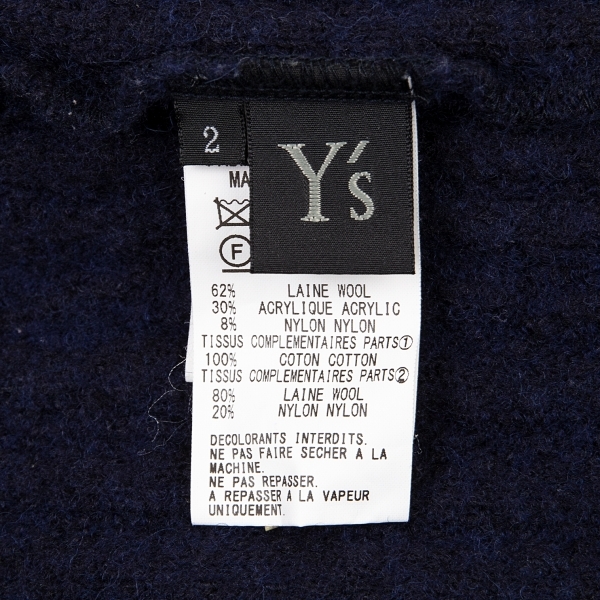 2
Y's
MA
F
62% LAINE WOOL
30% ACRYLIQUE ACRYLIC
8% NYLON NYLON
TISSUS COMPLEMENTAIRES PARTS①
100% COTON COTTON
TISSUS COMPLEMENTAIRES PARTS②
80% LAINE WOOL
20% NYLON NYLON
DECOLORANTS INTERDITS.
NE PAS FAIRE SECHER A LA
MACHINE.
NE PAS REPASSER.
A REPASSER A LA VAPEUR
UNIQUEMENT.